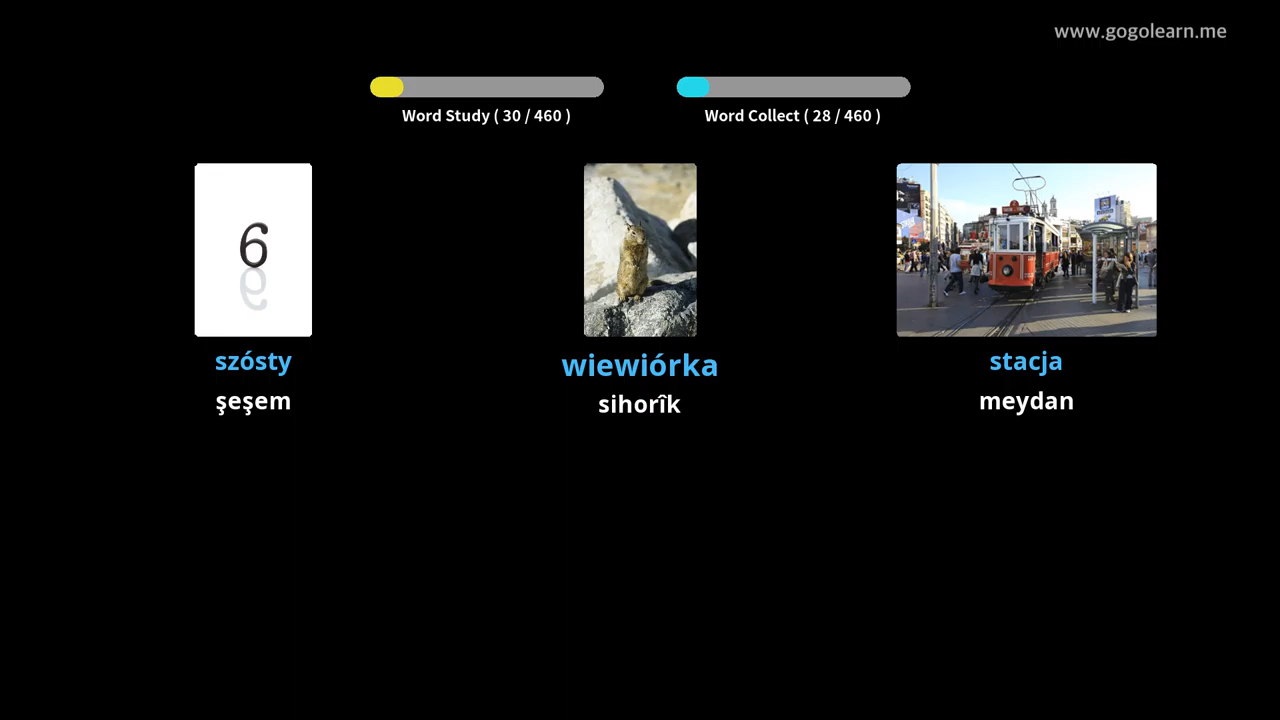 www.gogolearn.me
Word Study ( 30 / 460 )
Word Collect ( 28 / 460 )
6
szósty
şeşem
wiewiórka
sihorîk
stacja
meydan